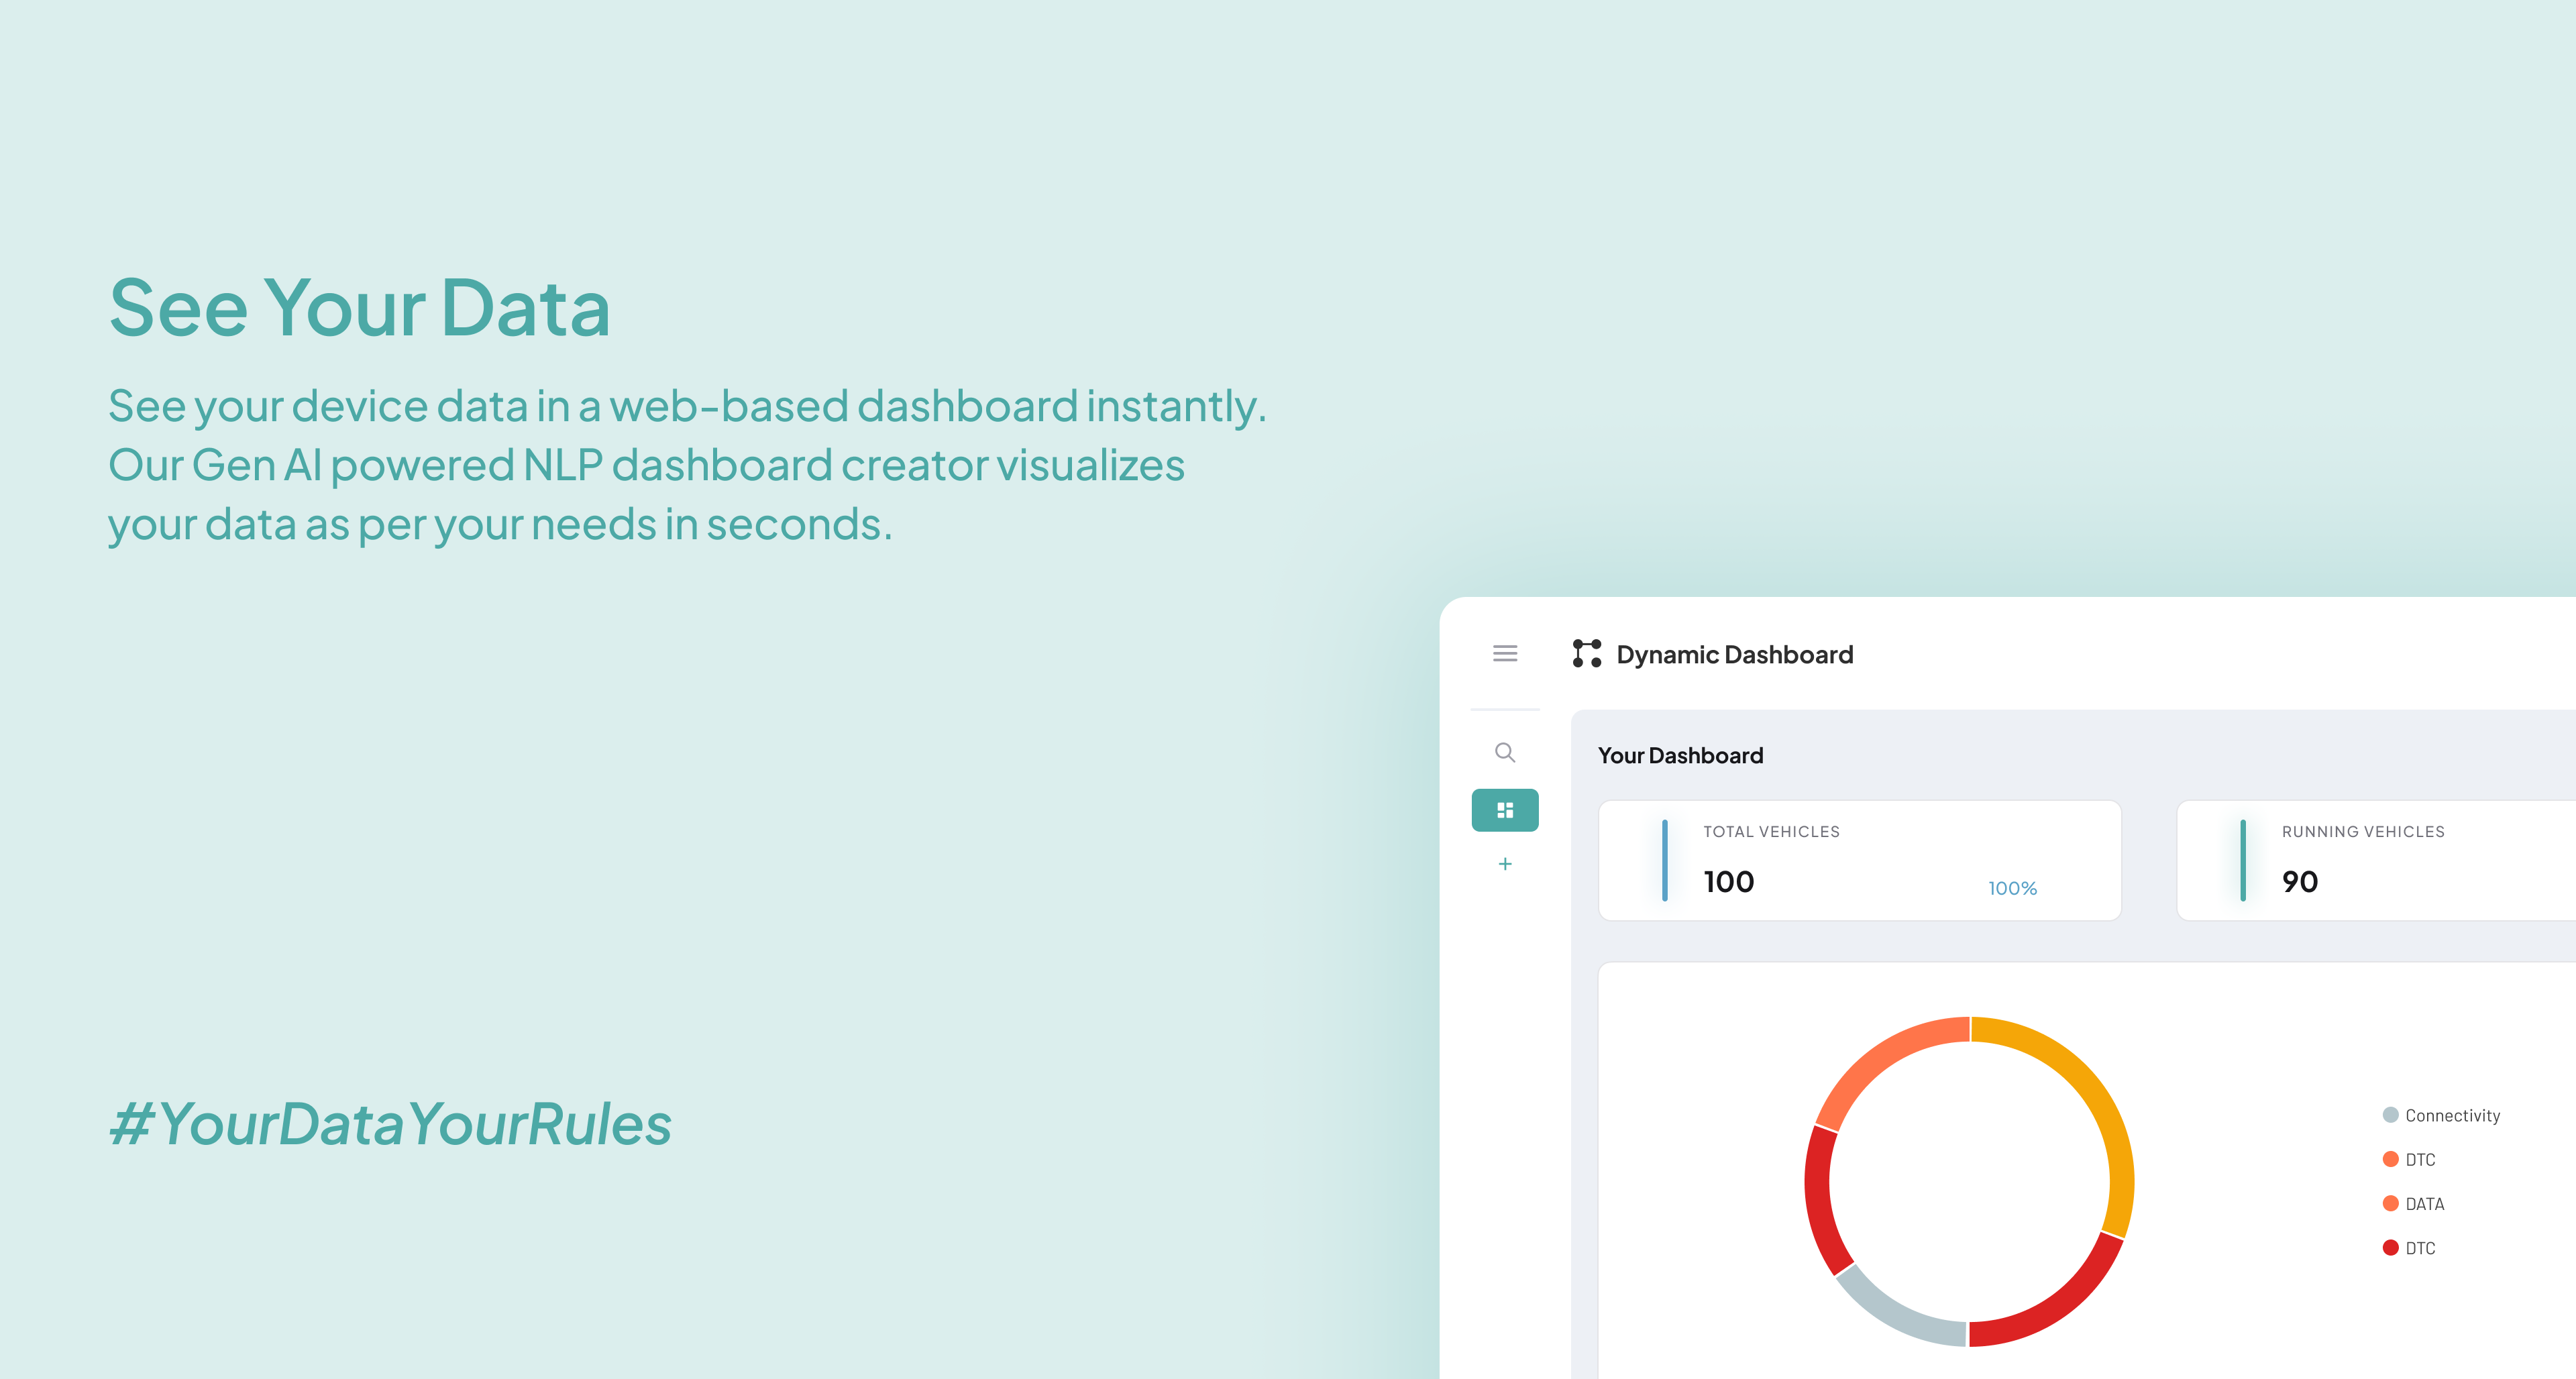 See Your Data
See your device data in a web-based dashboard instantly.
Our Gen AI powered NLP dashboard creator visualizes
your data as per your needs in seconds.
#YourDataYourRules
Dynamic Dashboard
Your Dashboard
TOTAL VEHICLES
100
100%
RUNNING VEHICLES
90
Connectivity
DTC
DATA
DTC